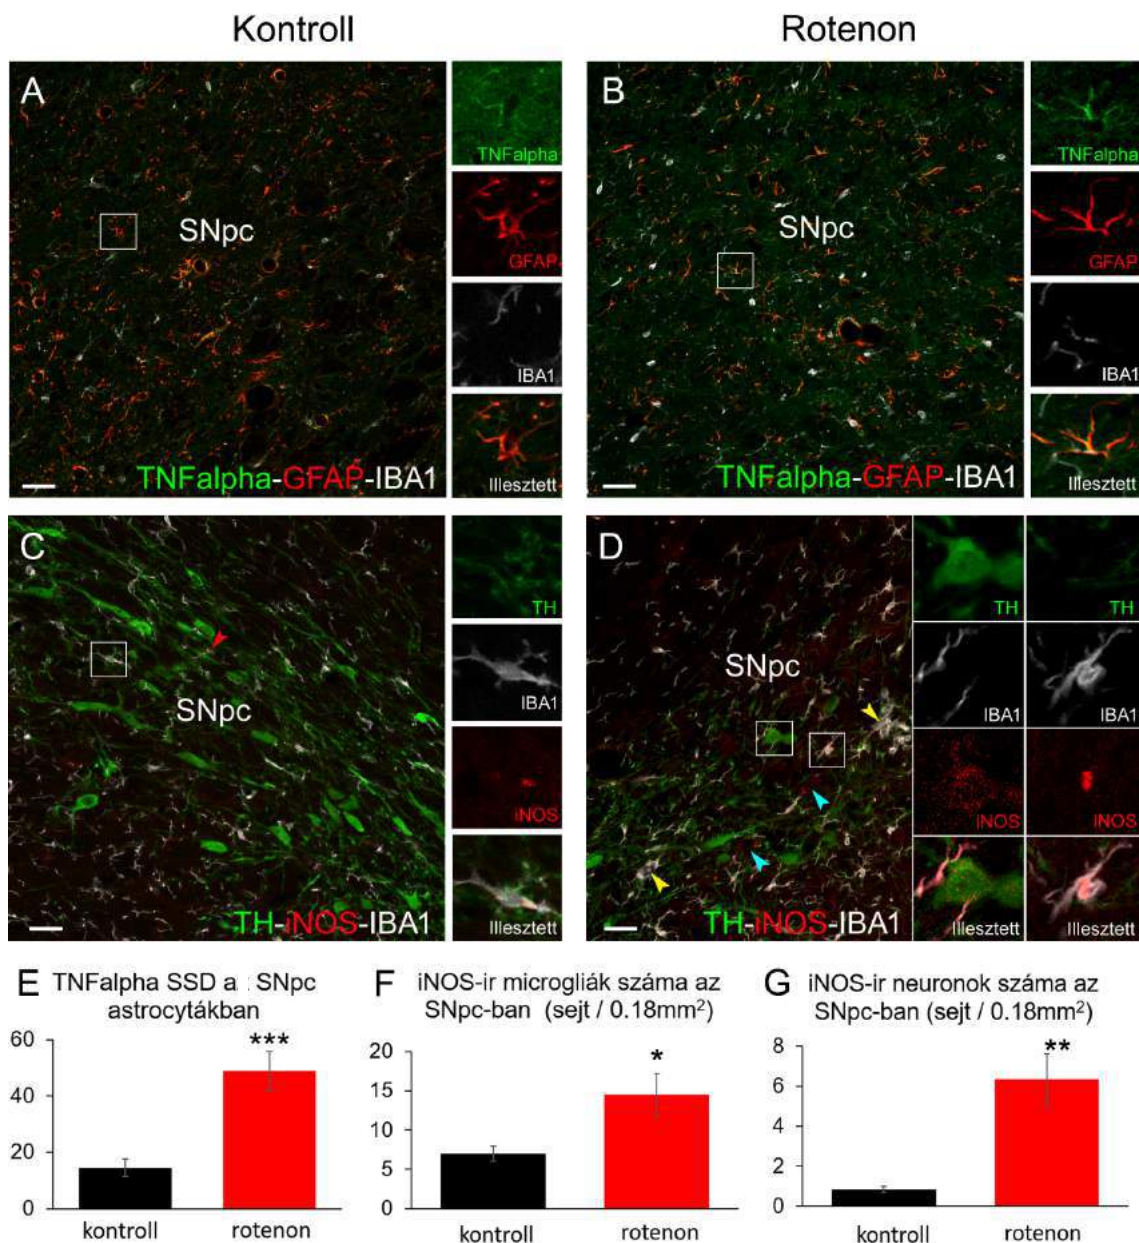 Kontroll
Rotenon
A
SNpc
TNFalpha-GFAP-IBA1
TNFalpha
GFAP
IBA1
Illesztett
B
SNpc
TNFalpha-GFAP-IBA1
TNFalpha
GFAP
IBA1
Illesztett
C
SNpc
TH-iNOS-IBA1
TH
IBA1
iNOS
Illesztett
D
SNpc
TH-iNOS-IBA1
TH
IBA1
iNOS
Illesztett
TH
IBA1
iNOS
Illesztett
E TNFalpha SSD a : SNpc
astrocytákban
***
60
40
20
0
kontroll
rotenon
F iNOS-ir microgliák száma az
SNpc-ban (sejt / 0.18mm²)
*
20
15
10
5
0
kontroll
rotenon
G iNOS-ir neuronok száma az
SNpc-ban (sejt / 0.18mm²)
**
8
6
4
2
0
kontroll
rotenon